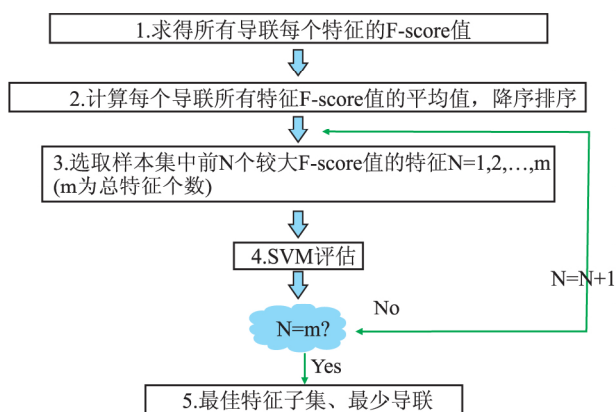 1.求得所有导联每个特征的F-score值
2.计算每个导联所有特征F-score值的平均值，降序排序
3.选取样本集中前N个较大F-score值的特征N=1,2,…,m
(m为总特征个数)
4.SVM评估
N=N+1
No
N=m?
Yes
5.最佳特征子集、最少导联